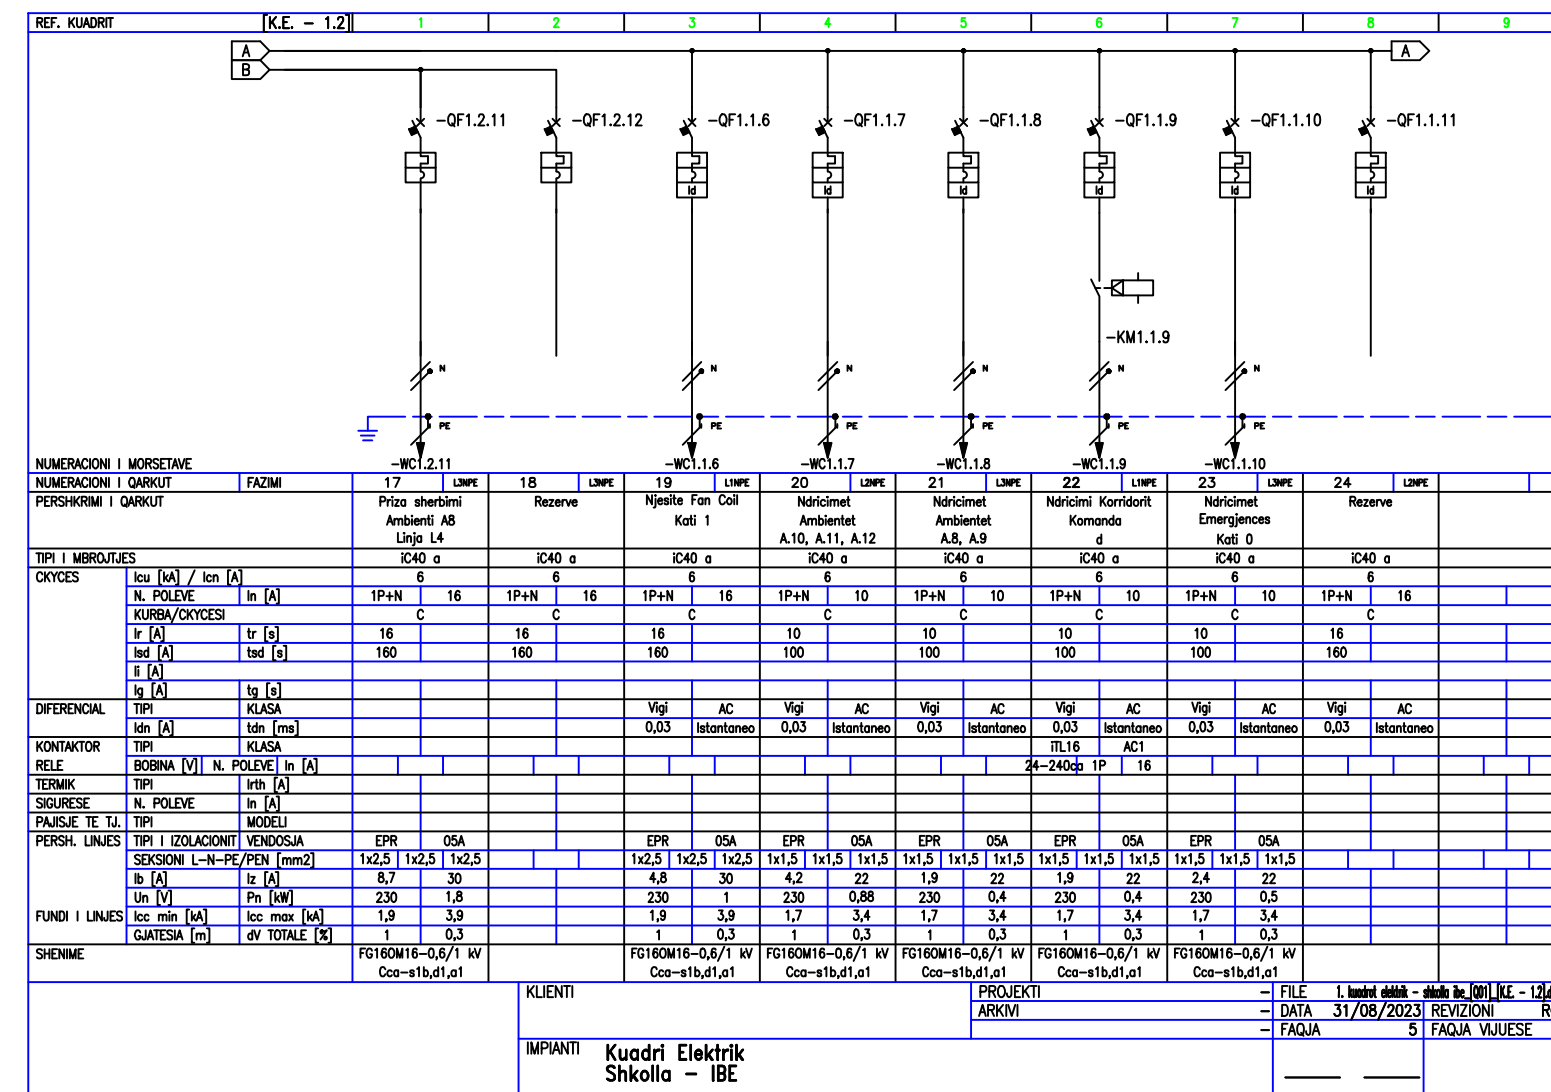 REF. KUADRIT [K.E. - 1.2] 1 2 3 4 5 6 7 8 9
A A
B
-QF1.2.11 -QF1.2.12 -QF1.1.6 -QF1.1.7 -QF1.1.8 -QF1.1.9 -QF1.1.10 -QF1.1.11
Id Id Id Id Id Id
-KM1.1.9
N N N N N N
PE PE PE PE PE PE
NUMERACIONI I MORSETAVE -WC1.2.11 -WC1.1.6 -WC1.1.7 -WC1.1.8 -WC1.1.9 -WC1.1.10
NUMERACIONI I QARKUT FAZIMI 17 L3NPE 18 L3NPE 19 L1NPE 20 L2NPE 21 L3NPE 22 L1NPE 23 L3NPE 24 L2NPE
PERSHKRIMI I QARKUT Priza sherbimi Rezerve Njesite Fan Coil Ndricimet Ndricimet Ndricimi Korridorit Ndricimet Rezerve
Ambienti A8 Kati 1 Ambientet Ambientet Komanda Emergjences
Linja L4 A.10, A.11, A.12 A.8, A.9 d Kati 0
TIPI I MBROJTJES iC40 a iC40 a iC40 a iC40 a iC40 a iC40 a iC40 a iC40 a
CKYCES Icu [kA] / Icn [A] 6 6 6 6 6 6 6 6
N. POLEVE In [A] 1P+N 16 1P+N 16 1P+N 16 1P+N 10 1P+N 10 1P+N 10 1P+N 10 1P+N 16
KURBA/CKYCESI C C C C C C C C
Ir [A] tr [s] 16 16 16 10 10 10 10 16
Isd [A] tsd [s] 160 160 160 100 100 100 100 160
Ii [A]
Ig [A] tg [s]
DIFERENCIAL TIPI KLASA Vigi AC Vigi AC Vigi AC Vigi AC Vigi AC Vigi AC
Idn [A] tdn [ms] 0,03 Istantaneo 0,03 Istantaneo 0,03 Istantaneo 0,03 Istantaneo 0,03 Istantaneo 0,03 Istantaneo
KONTAKTOR TIPI KLASA iTL16 AC1
RELE BOBINA [V] N. POLEVE In [A] 24-240ca 1P 16
TERMIK TIPI Irth [A]
SIGURESE N. POLEVE In [A]
PAJISJE TE TJ. TIPI MODELI
PERSH. LINJES TIPI I IZOLACIONIT VENDOSJA EPR 05A EPR 05A EPR 05A EPR 05A EPR 05A EPR 05A
SEKSIONI L-N-PE/PEN [mm2] 1x2,5 1x2,5 1x2,5 1x2,5 1x2,5 1x2,5 1x1,5 1x1,5 1x1,5 1x1,5 1x1,5 1x1,5 1x1,5 1x1,5 1x1,5 1x1,5 1x1,5 1x1,5
Ib [A] Iz [A] 8,7 30 4,8 30 4,2 22 1,9 22 1,9 22 2,4 22
Un [V] Pn [kW] 230 1,8 230 1 230 0,88 230 0,4 230 0,4 230 0,5
FUNDI I LINJES Icc min [kA] Icc max [kA] 1,9 3,9 1,9 3,9 1,7 3,4 1,7 3,4 1,7 3,4 1,7 3,4
GJATESIA [m] dV TOTALE [%] 1 0,3 1 0,3 1 0,3 1 0,3 1 0,3 1 0,3
SHENIME FG16OM16-0,6/1 kV FG16OM16-0,6/1 kV FG16OM16-0,6/1 kV FG16OM16-0,6/1 kV FG16OM16-0,6/1 kV FG16OM16-0,6/1 kV
Cca-s1b,d1,a1 Cca-s1b,d1,a1 Cca-s1b,d1,a1 Cca-s1b,d1,a1 Cca-s1b,d1,a1 Cca-s1b,d1,a1
KLIENTI PROJEKTI - FILE 1. kuadrot elektrik - shkolla ibe_[Q01]_[K.E. - 1.2]
ARKIVI - DATA 31/08/2023 REVIZIONI
- FAQJA 5 FAQJA VIJUESE
IMPIANTI Kuadri Elektrik
Shkolla - IBE